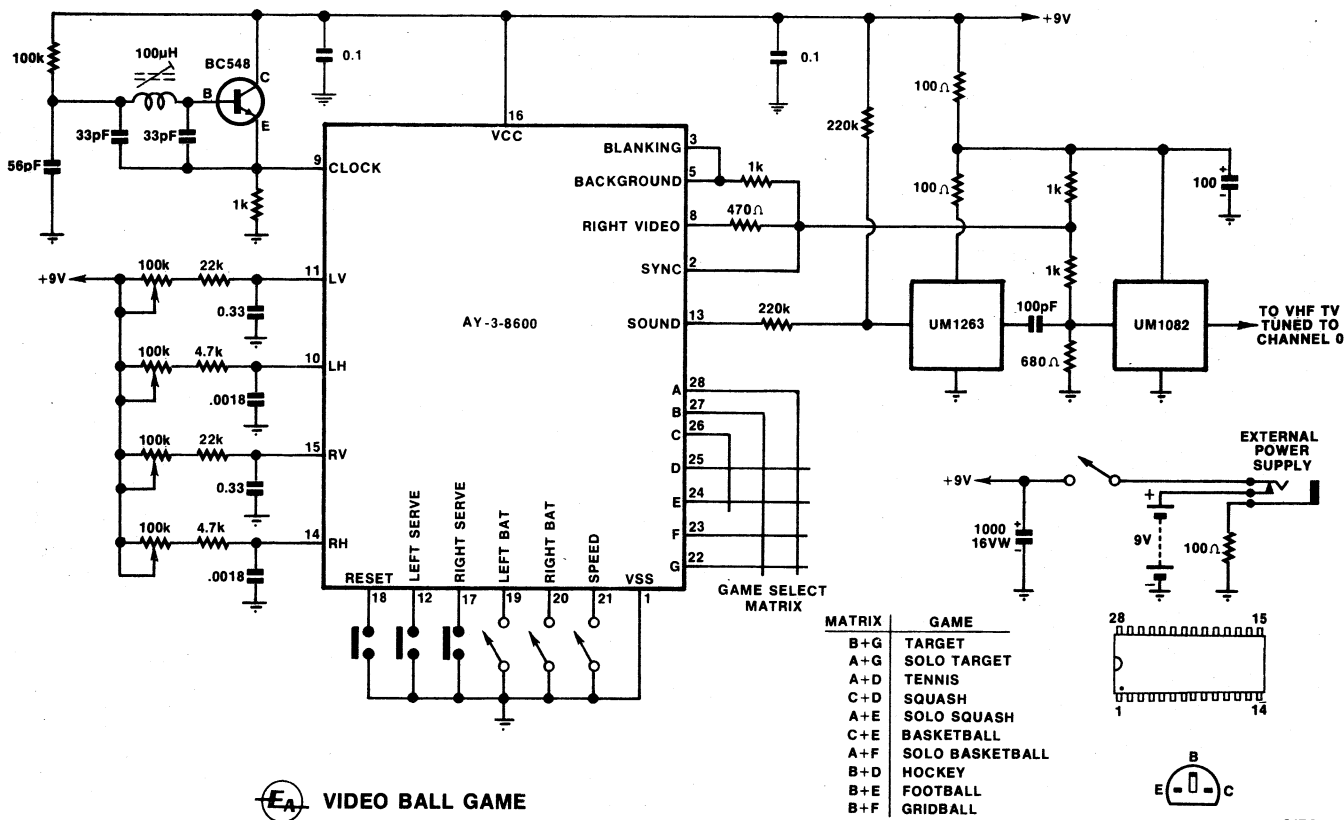 +9V
100k
100µH
BC548
C
B
E
0.1
0.1
33pF
33pF
56pF
1k
16
VCC
9
CLOCK
BLANKING
3
BACKGROUND
5
1k
RIGHT VIDEO
8
470Ω
SYNC
2
SOUND
13
220k
220k
100Ω
100Ω
1k
1k
100
+
-
UM1263
100pF
680Ω
UM1082
TO VHF TV
TUNED TO
CHANNEL 0
AY-3-8600
+9V
100k
22k
11
LV
0.33
100k
4.7k
10
LH
.0018
100k
22k
15
RV
0.33
100k
4.7k
14
RH
.0018
A
28
B
27
C
26
D
25
E
24
F
23
G
22
GAME SELECT
MATRIX
RESET
LEFT SERVE
RIGHT SERVE
LEFT BAT
RIGHT BAT
SPEED
VSS
18
12
17
19
20
21
1
+9V
1000
16VW
+
-
EXTERNAL
POWER
SUPPLY
+
9V
-
100Ω
MATRIX GAME
B+G TARGET
A+G SOLO TARGET
A+D TENNIS
C+D SQUASH
A+E SOLO SQUASH
C+E BASKETBALL
A+F SOLO BASKETBALL
B+D HOCKEY
B+E FOOTBALL
B+F GRIDBALL
28
15
1
14
B
E
C
EA VIDEO BALL GAME